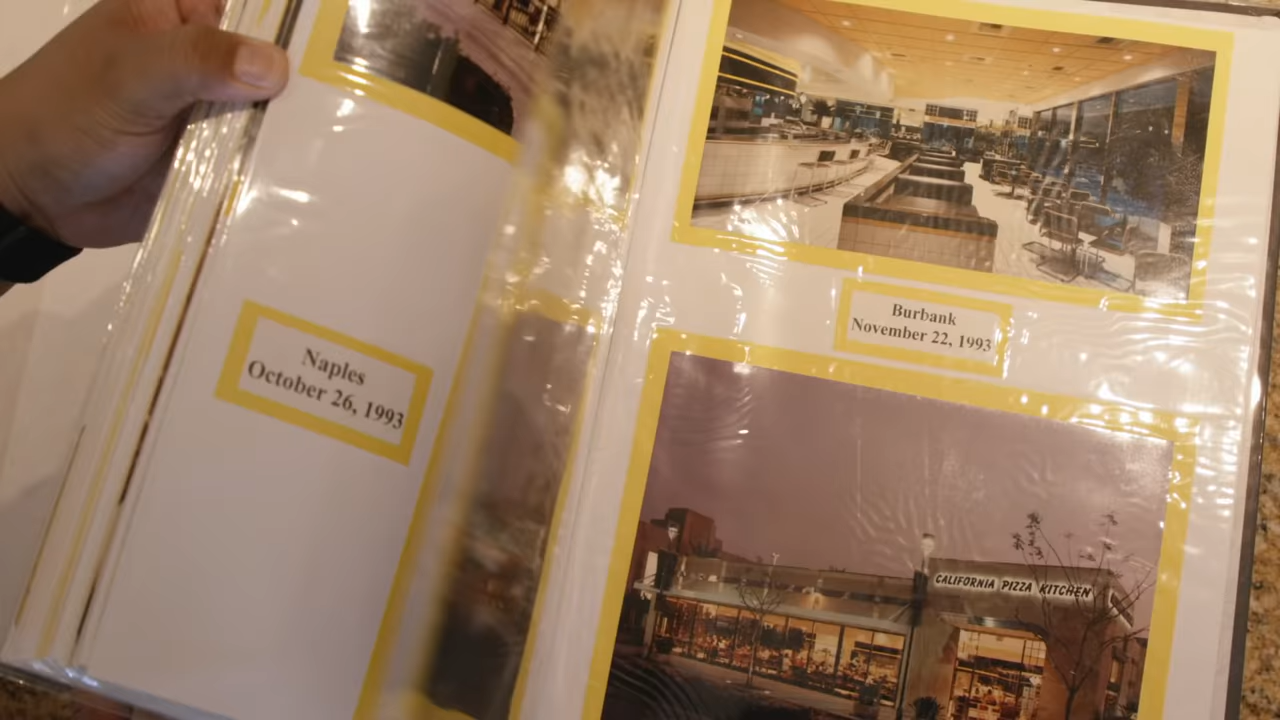 Naples
October 26, 1993
Burbank
November 22, 1993
CALIFORNIA PIZZA KITCHEN